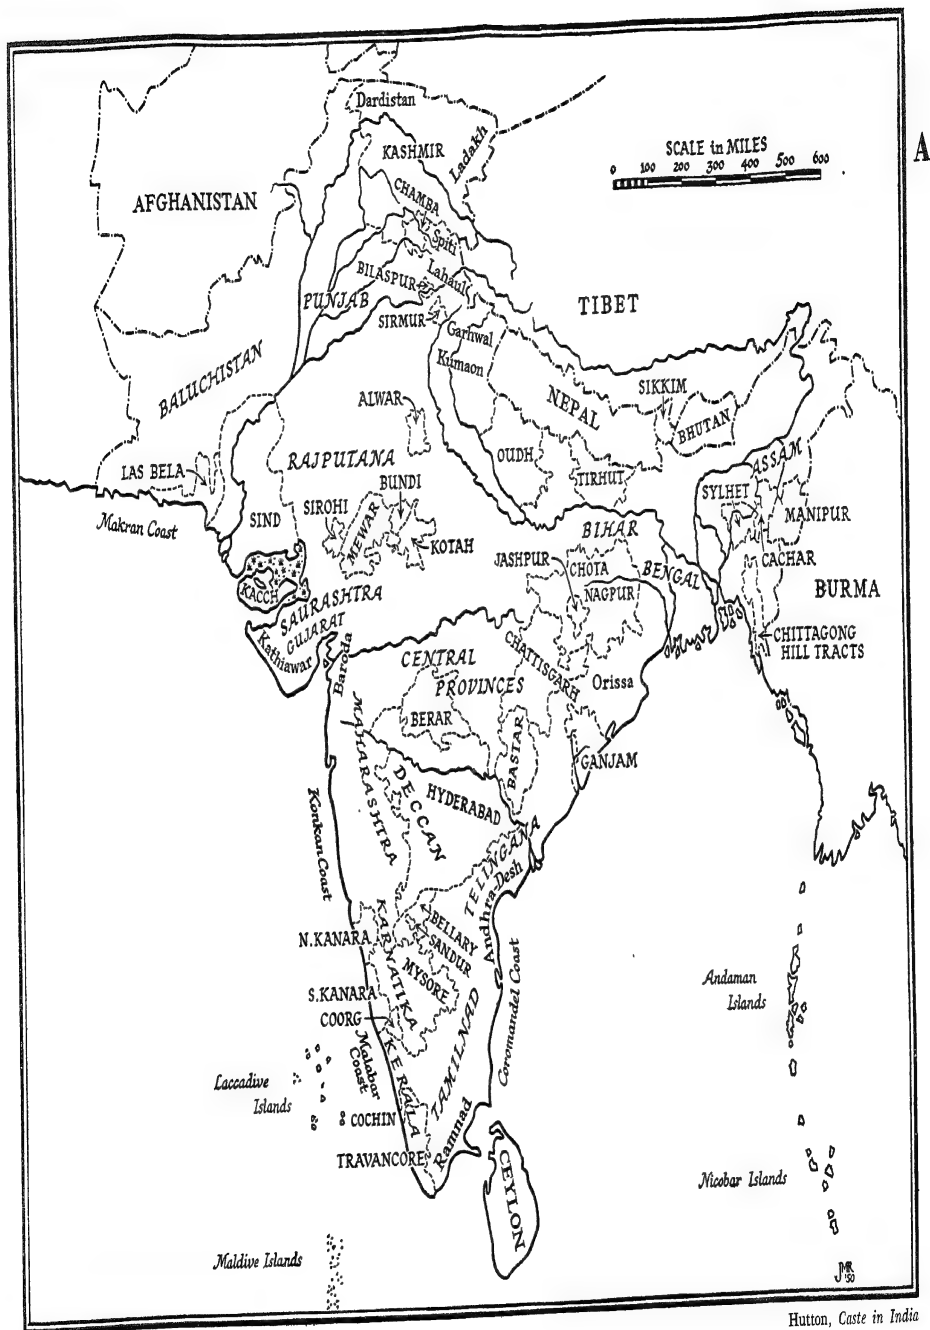 Dardistan
A
SCALE in MILES
0 100 200 300 400 500 600
KASHMIR
Ladakh
AFGHANISTAN
CHAMBA
Spiti
Lahaul
BILASPUR
PUNJAB
SIRMUR
TIBET
Garhwal
Kumaon
BALUCHISTAN
NEPAL
SIKKIM
BHUTAN
ALWAR
OUDH
TIRHUT
ASSAM
RAJPUTANA
LAS BELA
BUNDI
SYLHET
MANIPUR
Makran Coast
SIND
SIROHI
MEWAR
KOTAH
BIHAR
CACHAR
JASHPUR
CHOTA
NAGPUR
BENGAL
BURMA
KACCH
SAURASHTRA
GUJARAT
Kathiawar
Baroda
CHITTAGONG
HILL TRACTS
CENTRAL
PROVINCES
CHATTISGARH
Orissa
BERAR
BASTAR
GANJAM
MAHARASHTRA
DECCAN
HYDERABAD
Konkan Coast
TELINGANA
Andhra-Desh
BELLARY
SANDUR
N.KANARA
KARNATIKA
MYSORE
S.KANARA
COORG
Malabar
Coast
KERALA
TAMILNAD
Coromandel Coast
Andaman
Islands
Laccadive
Islands
COCHIN
TRAVANCORE
Ramnad
CEYLON
Nicobar Islands
Maldive Islands
JMR
'50
Hutton, Caste in India